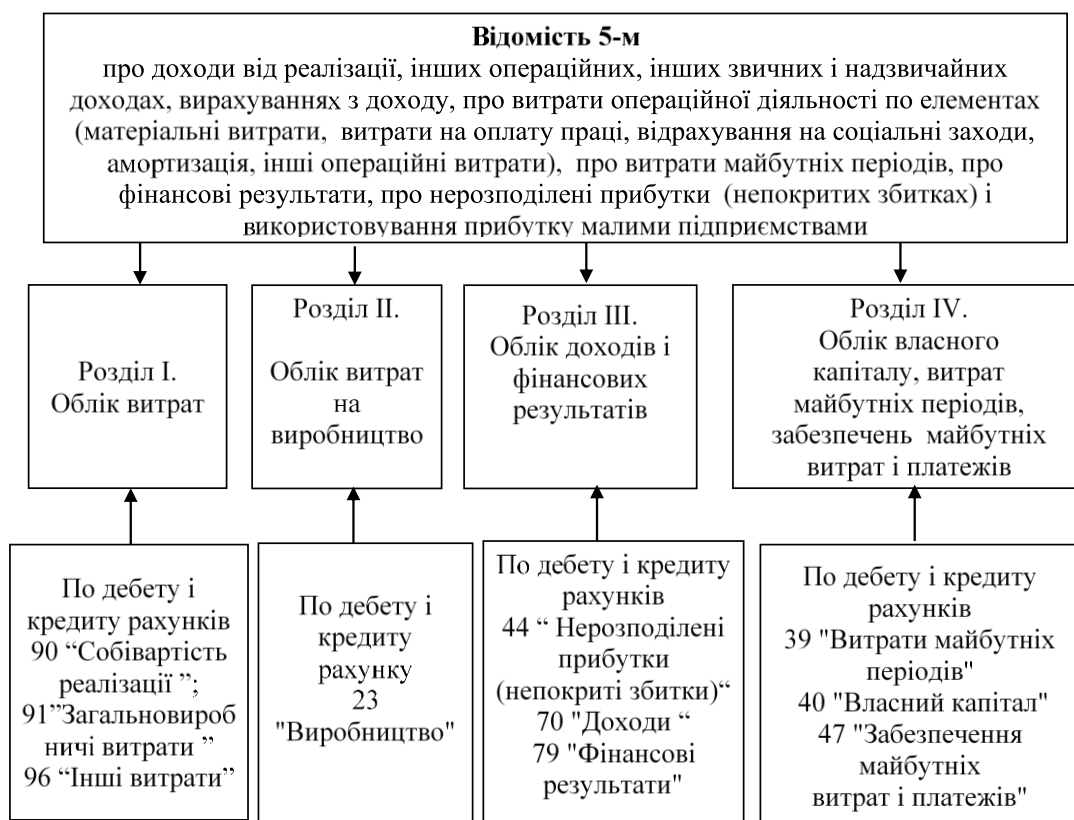 Відомість 5-м
про доходи від реалізації, інших операційних, інших звичних і надзвичайних
доходах, вирахуваннях з доходу, про витрати операційної діяльності по елементах
(матеріальні витрати, витрати на оплату праці, відрахування на соціальні заходи,
амортизація, інші операційні витрати), про витрати майбутніх періодів, про
фінансові результати, про нерозподілені прибутки (непокритих збитках) і
використовування прибутку малими підприємствами
Розділ I.
Облік витрат
Розділ II.
Облік витрат
на
виробництво
Розділ III.
Облік доходів і
фінансових
результатів
Розділ IV.
Облік власного
капіталу, витрат
майбутніх періодів,
забезпечень майбутніх
витрат і платежів
По дебету і
кредиту рахунків
90 “Собівартість
реалізації ”;
91”Загальновироб
ничі витрати ”
96 “Інші витрати”
По дебету і
кредиту
рахунку
23
"Виробництво"
По дебету і кредиту
рахунків
44 “ Нерозподілені
прибутки
(непокриті збитки)“
70 "Доходи “
79 "Фінансові
результати"
По дебету і кредиту
рахунків
39 "Витрати майбутніх
періодів"
40 "Власний капітал"
47 "Забезпечення
майбутніх
витрат і платежів"